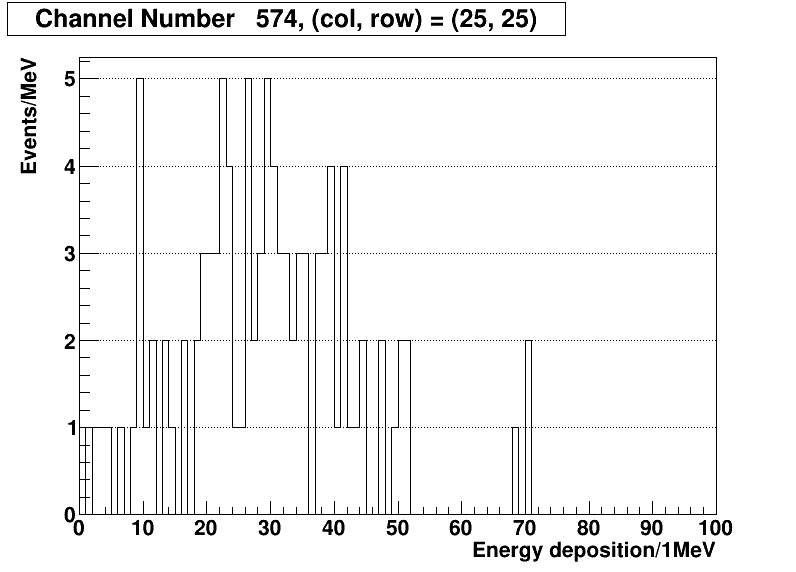 Channel Number 574, (col, row) = (25, 25)
Events/MeV
5
4
3
2
1
0
0 10 20 30 40 50 60 70 80 90 100
Energy deposition/1MeV